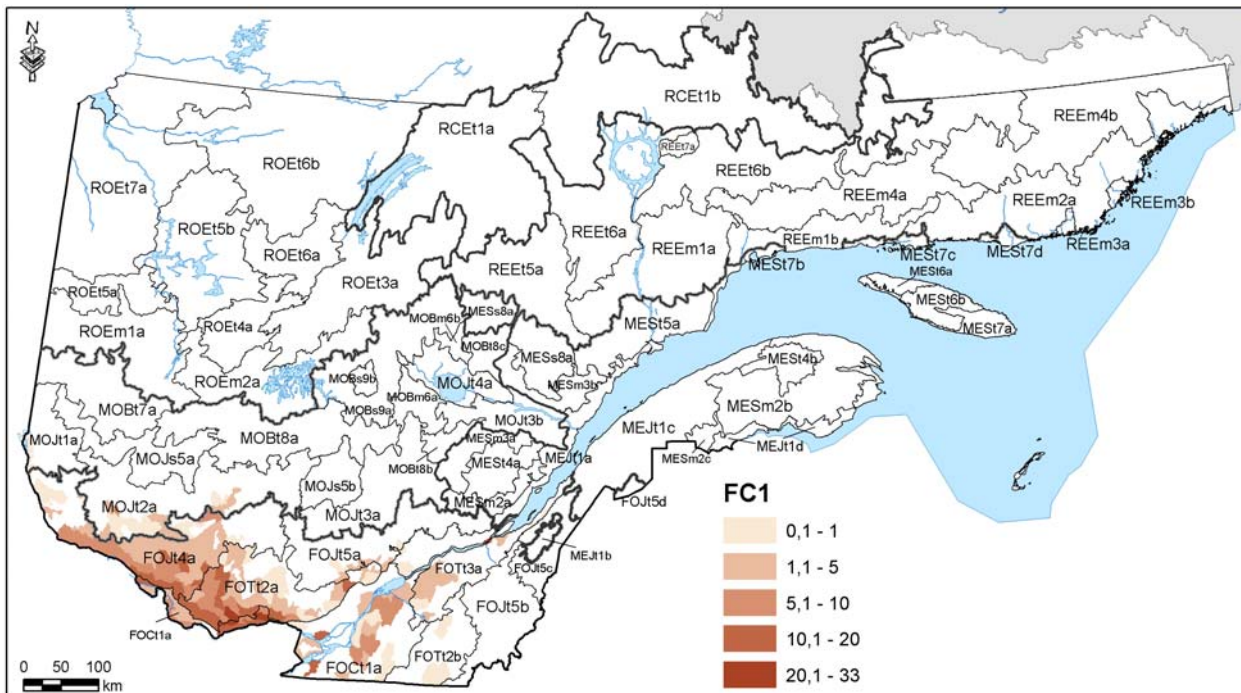 N
RCEt1b
RCEt1a
REEm4b
REEt7a
ROEt6b
REEt6b
ROEt7a
REEm4a
ROEt5b
REEm2a
REEm3b
ROEt6a
REEt6a
REEm1a
REEm1b
REEm3a
MESt7b
MESt7c
MESt7d
REEt5a
MESt6a
ROEt3a
ROEt5a
MESt6b
MESt7a
ROEm1a
ROEt4a
MOBm6b
MESs8a
MESt5a
MOBt8c
MESs8a
MESt4b
ROEm2a
MOBs9b
MOJt4a
MESm3b
MOBm6a
MOBt7a
MOBs9a
MESm2b
MOJt3b
MEJt1c
MOJt1a
MOBt8a
MESm3a
MEJt1d
MOJs5a
MEJt1a
MESm2c
MESt4a
MOBt8b
MOJs5b
FOJt5d
MOJt2a
MESm2a
MOJt3a
FOJt4a
FOJt5a
MEJt1b
FOTt3a
FOJt5c
FOTt2a
FOJt5b
FOCt1a
FOTt2b
FOCt1a
0 50 100
km
FC1
0,1 - 1
1,1 - 5
5,1 - 10
10,1 - 20
20,1 - 33